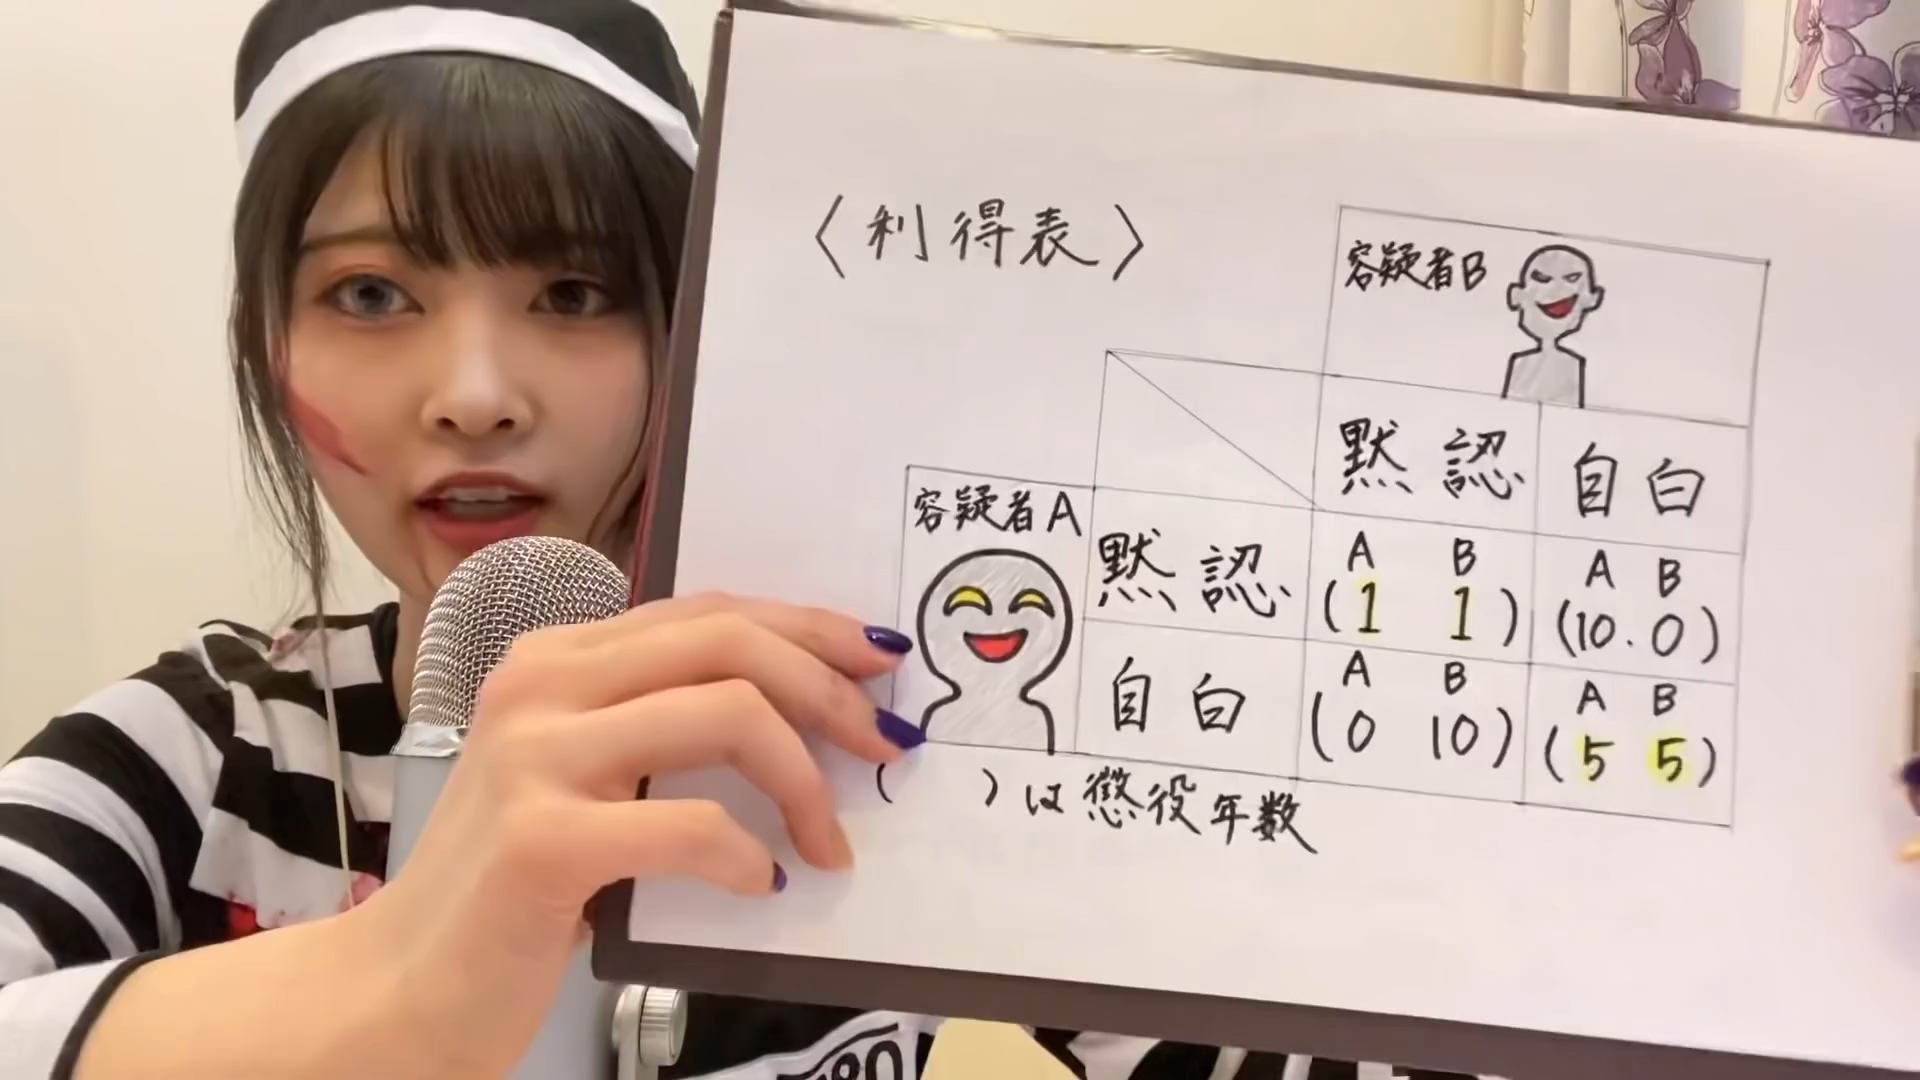 〈利得表〉
容疑者B
黙認 自白
容疑者A
黙認
A B
(1 1)
A B
(10.0)
自白
A B
(0 10)
A B
(5 5)
( )は懲役年数